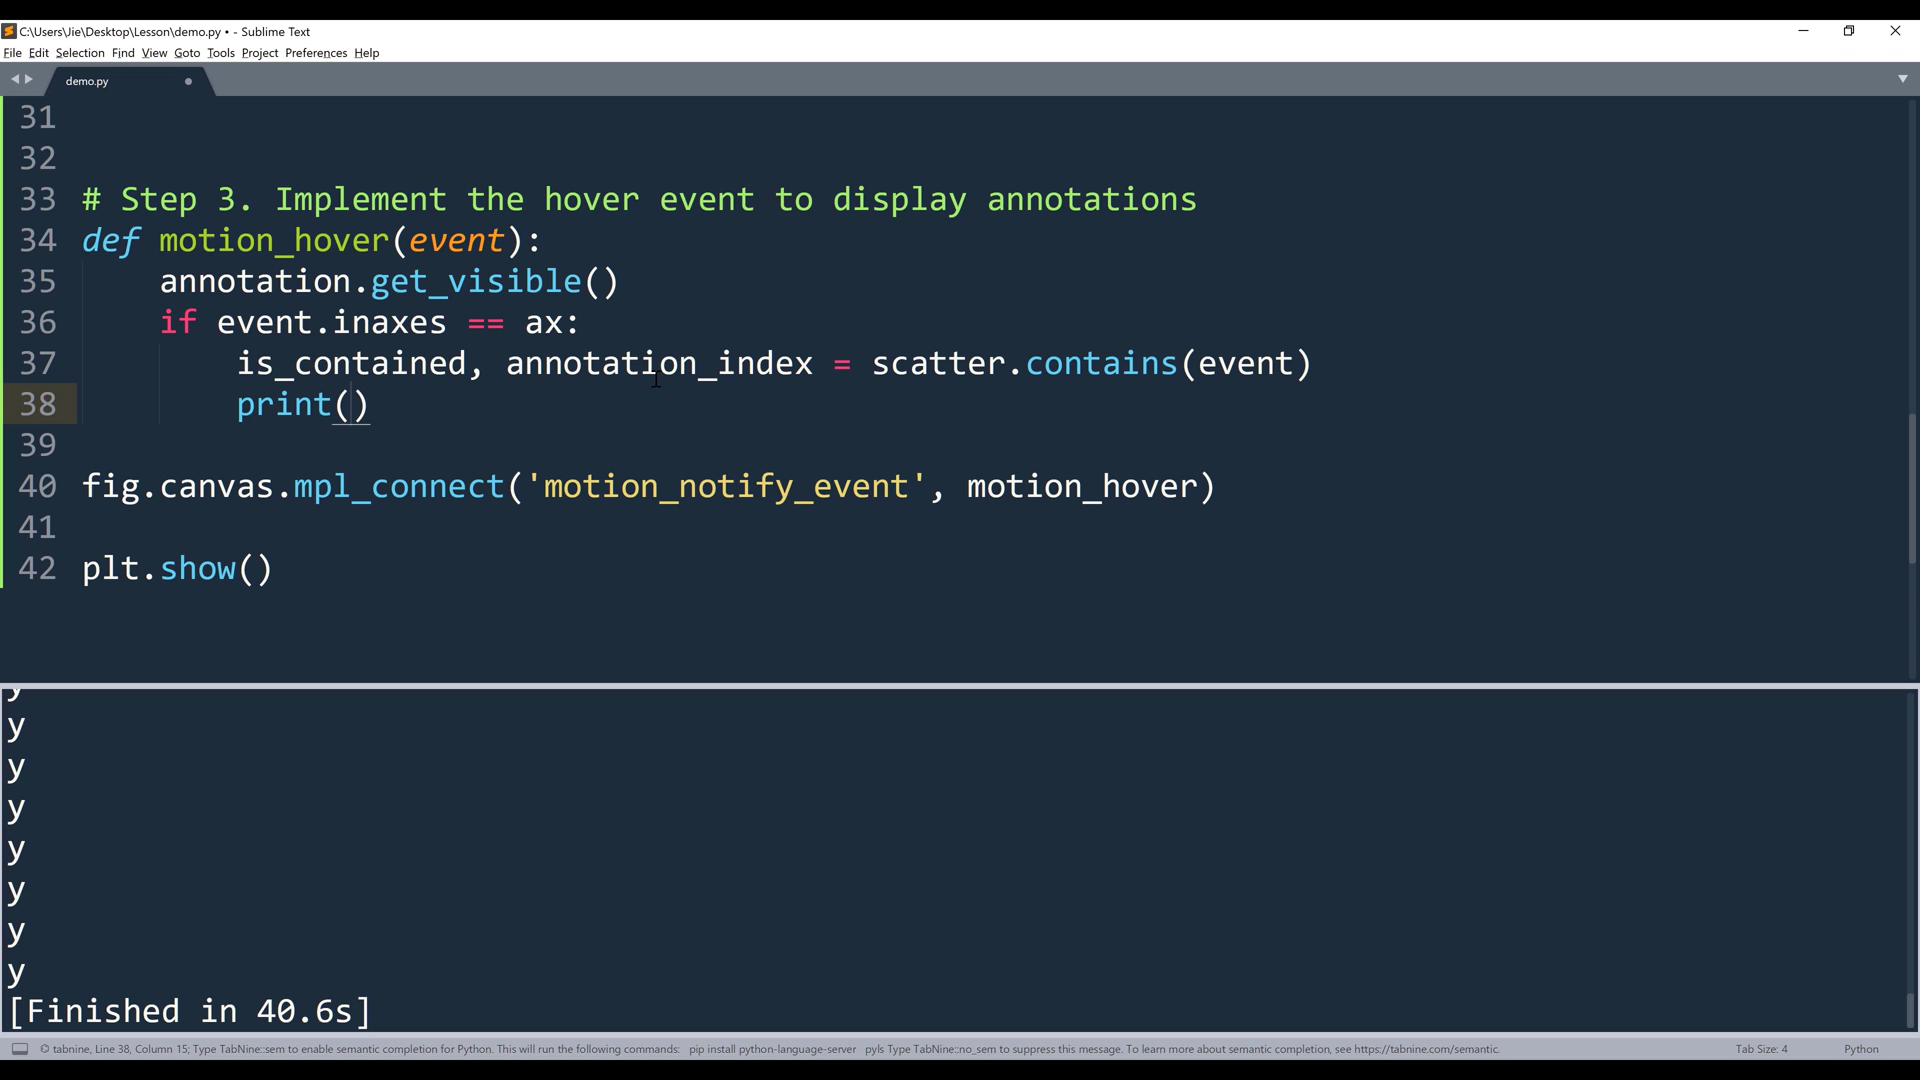 C:\Users\Jie\Desktop\Lesson\demo.py • - Sublime Text
File Edit Selection Find View Goto Tools Project Preferences Help
demo.py
31
32
33 # Step 3. Implement the hover event to display annotations
34 def motion_hover(event):
35 annotation.get_visible()
36 if event.inaxes == ax:
37 is_contained, annotation_index = scatter.contains(event)
38 print()
39
40 fig.canvas.mpl_connect('motion_notify_event', motion_hover)
41
42 plt.show()
y
y
y
y
y
y
y
y
[Finished in 40.6s]
tabnine, Line 38, Column 15; Type TabNine::sem to enable semantic completion for Python. This will run the following commands: pip install python-language-server pyls Type TabNine::no_sem to suppress this message. To learn more about semantic completion, see https://tabnine.com/semantic. Tab Size: 4 Python